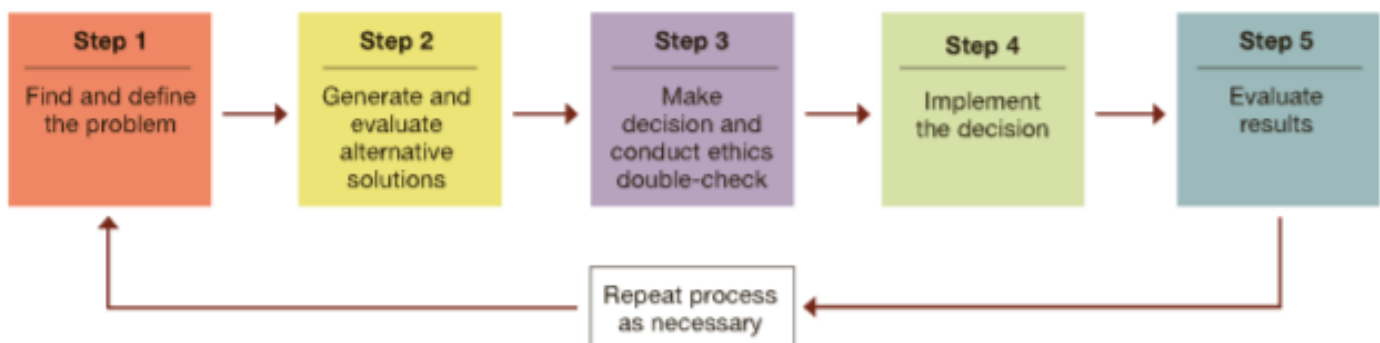 Step 1
Find and define
the problem
Step 2
Generate and
evaluate
alternative
solutions
Step 3
Make
decision and
conduct ethics
double-check
Step 4
Implement
the decision
Step 5
Evaluate
results
Repeat process
as necessary